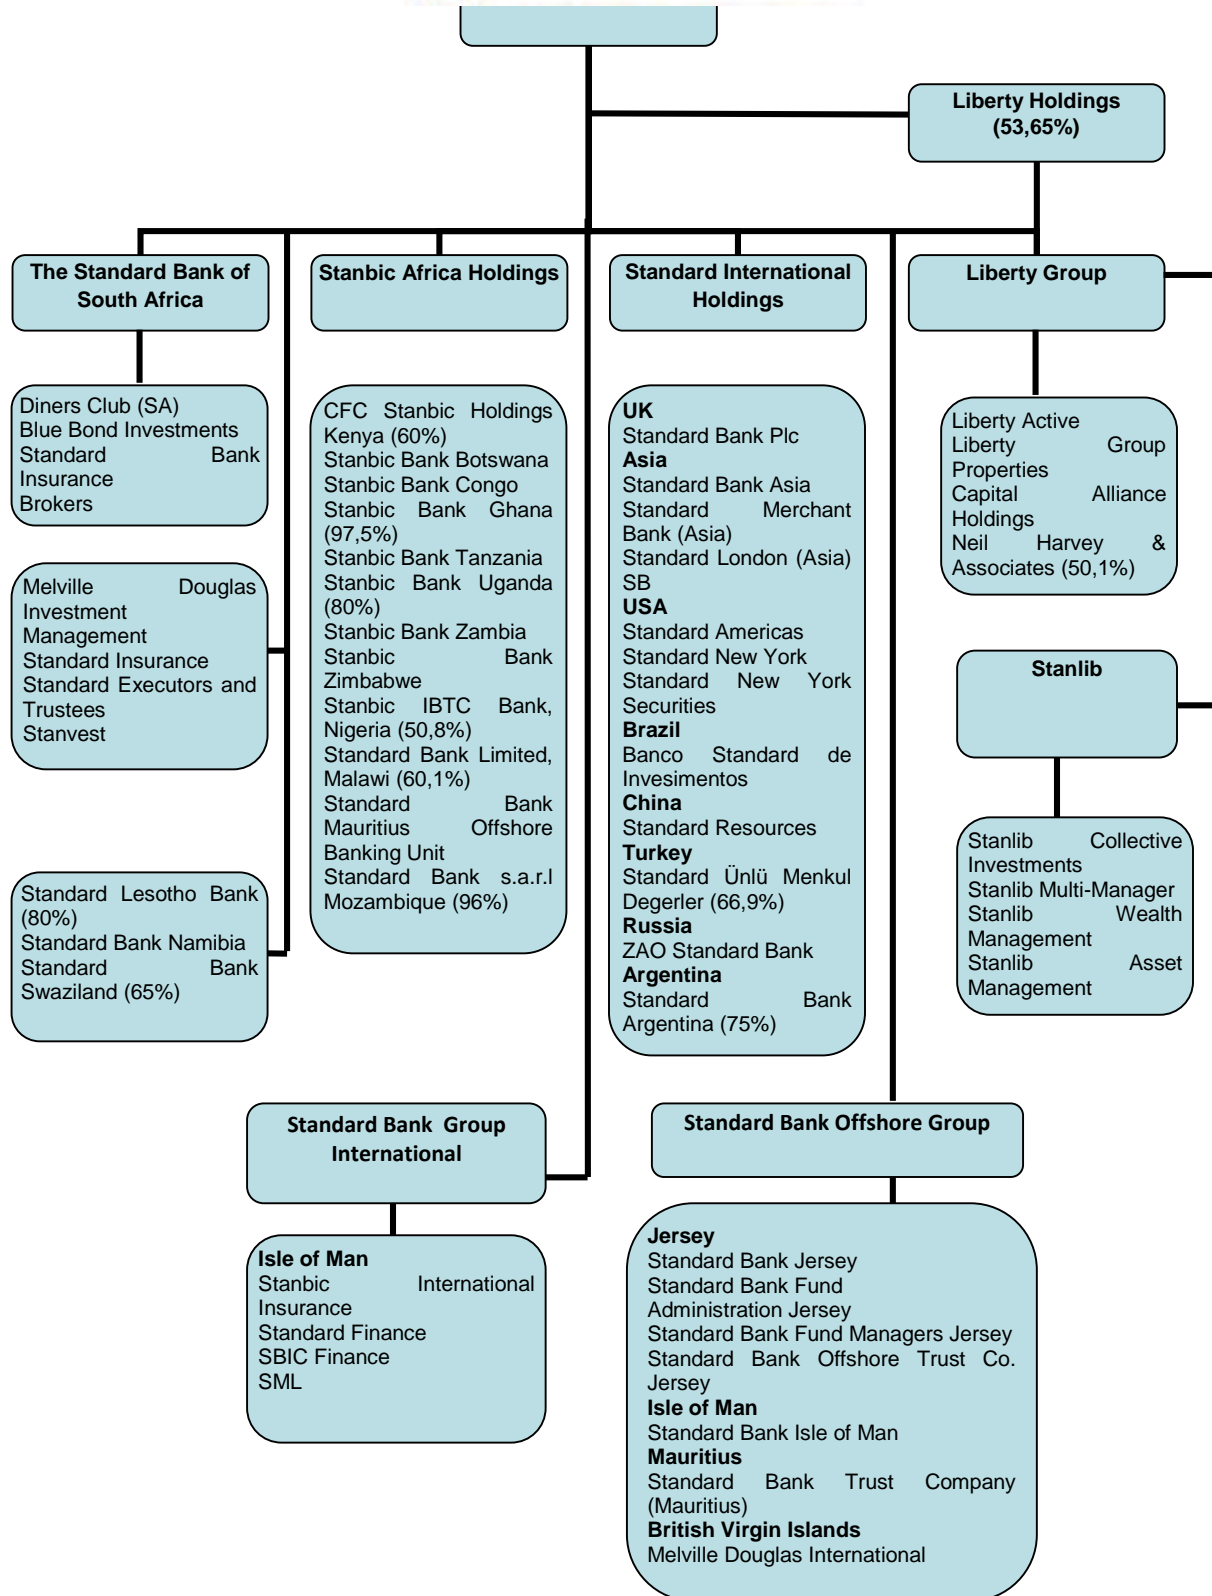 Liberty Holdings
(53,65%)
The Standard Bank of
South Africa
Stanbic Africa Holdings
Standard International
Holdings
Liberty Group
Diners Club (SA)
Blue Bond Investments
Standard Bank
Insurance
Brokers
Melville Douglas
Investment
Management
Standard Insurance
Standard Executors and
Trustees
Stanvest
Standard Lesotho Bank
(80%)
Standard Bank Namibia
Standard Bank
Swaziland (65%)
CFC Stanbic Holdings
Kenya (60%)
Stanbic Bank Botswana
Stanbic Bank Congo
Stanbic Bank Ghana
(97,5%)
Stanbic Bank Tanzania
Stanbic Bank Uganda
(80%)
Stanbic Bank Zambia
Stanbic Bank
Zimbabwe
Stanbic IBTC Bank,
Nigeria (50,8%)
Standard Bank Limited,
Malawi (60,1%)
Standard Bank
Mauritius Offshore
Banking Unit
Standard Bank s.a.r.l
Mozambique (96%)
UK
Standard Bank Plc
Asia
Standard Bank Asia
Standard Merchant
Bank (Asia)
Standard London (Asia)
SB
USA
Standard Americas
Standard New York
Standard New York
Securities
Brazil
Banco Standard de
Invesimentos
China
Standard Resources
Turkey
Standard Ünlü Menkul
Degerler (66,9%)
Russia
ZAO Standard Bank
Argentina
Standard Bank
Argentina (75%)
Liberty Active
Liberty Group
Properties
Capital Alliance
Holdings
Neil Harvey &
Associates (50,1%)
Stanlib
Stanlib Collective
Investments
Stanlib Multi-Manager
Stanlib Wealth
Management
Stanlib Asset
Management
Standard Bank Group
International
Isle of Man
Stanbic International
Insurance
Standard Finance
SBIC Finance
SML
Standard Bank Offshore Group
Jersey
Standard Bank Jersey
Standard Bank Fund
Administration Jersey
Standard Bank Fund Managers Jersey
Standard Bank Offshore Trust Co.
Jersey
Isle of Man
Standard Bank Isle of Man
Mauritius
Standard Bank Trust Company
(Mauritius)
British Virgin Islands
Melville Douglas International